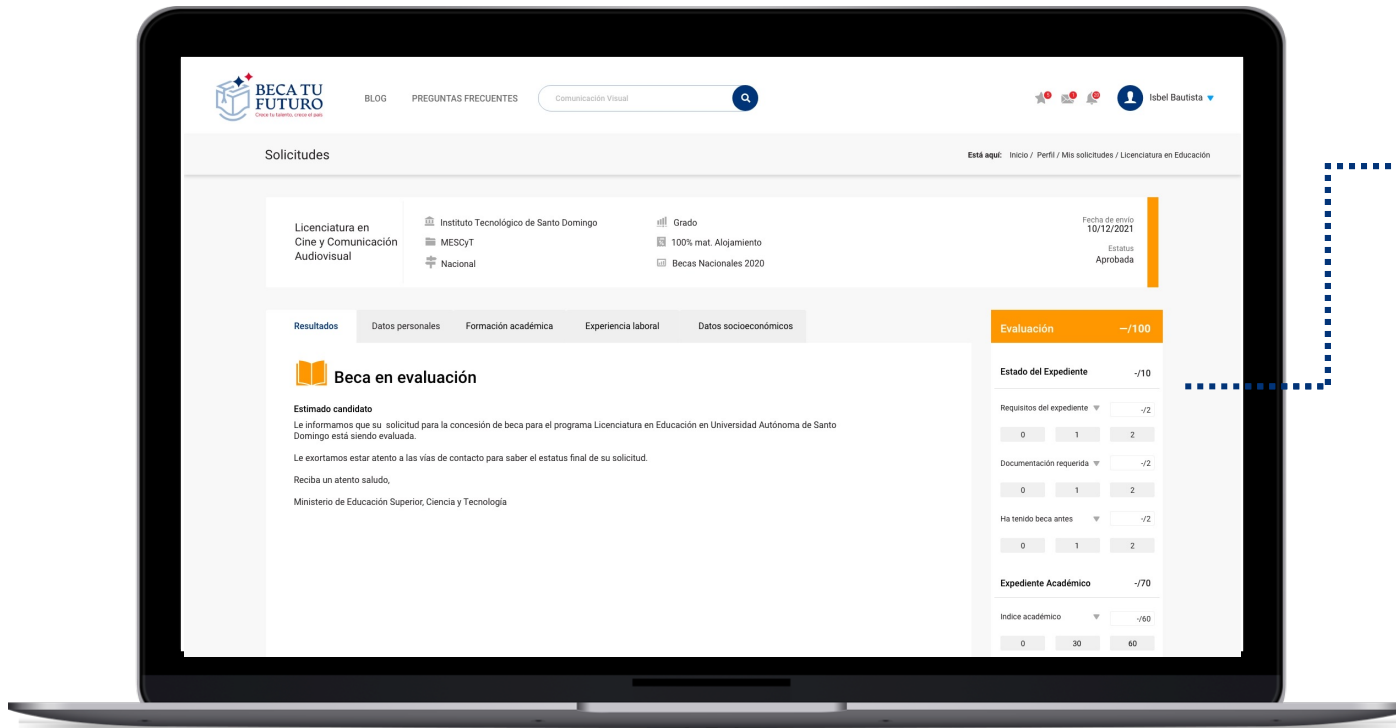 BECA TU
FUTURO
Crece tu talento, crece el país
BLOG
PREGUNTAS FRECUENTES
Comunicación Visual
Isbel Bautista
Solicitudes
Está aquí: Inicio / Perfil / Mis solicitudes / Licenciatura en Educación
Licenciatura en
Cine y Comunicación
Audiovisual
Instituto Tecnológico de Santo Domingo
MESCyT
Nacional
Grado
100% mat. Alojamiento
Becas Nacionales 2020
Fecha de envio
10/12/2021
Estatus
Aprobada
Resultados
Datos personales
Formación académica
Experiencia laboral
Datos socioeconómicos
Beca en evaluación
Estimado candidato
Le informamos que su solicitud para la concesión de beca para el programa Licenciatura en Educación en Universidad Autónoma de Santo
Domingo está siendo evaluada.
Le exortamos estar atento a las vías de contacto para saber el estatus final de su solicitud.
Reciba un atento saludo,
Ministerio de Educación Superior, Ciencia y Tecnología
Evaluación —/100
Estado del Expediente -/10
Requisitos del expediente -/2
0 1 2
Documentación requerida -/2
0 1 2
Ha tenido beca antes -/2
0 1 2
Expediente Académico -/70
Indice académico -/60
0 30 60